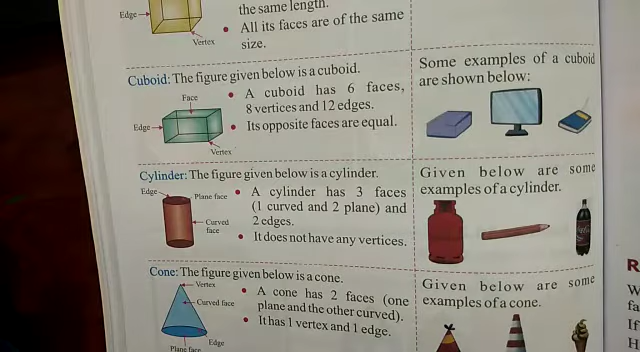 the same length.
Edge
• All its faces are of the same
Vertex
size.
Cuboid: The figure given below is a cuboid.
Face
• A cuboid has 6 faces,
8 vertices and 12 edges.
Edge
• Its opposite faces are equal.
Vertex
Some examples of a cuboid
are shown below:
Cylinder: The figure given below is a cylinder.
Edge
Plane face
• A cylinder has 3 faces
(1 curved and 2 plane) and
2 edges.
Curved
face
• It does not have any vertices.
Given below are some
examples of a cylinder.
Cone: The figure given below is a cone.
Vertex
• A cone has 2 faces (one
Curved face
plane and the other curved).
• It has 1 vertex and 1 edge.
Edge
Plane face
Given below are some
examples of a cone.
R
W
fa
If
H